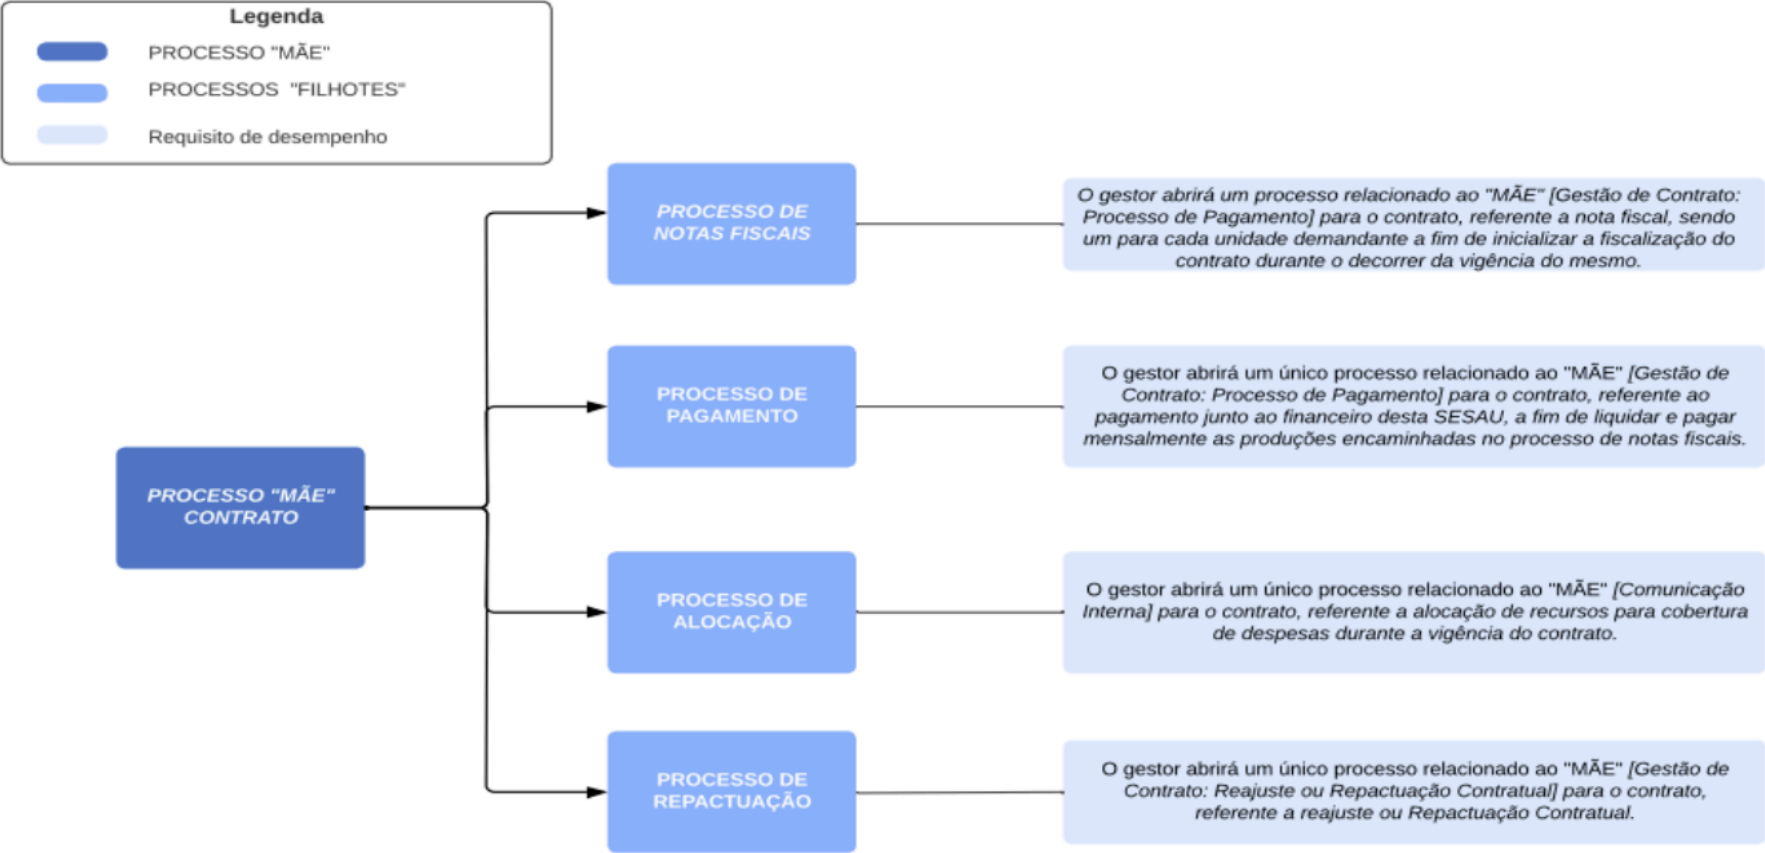 Legenda
PROCESSO "MÃE"
PROCESSOS "FILHOTES"
Requisito de desempenho
PROCESSO DE
NOTAS FISCAIS
O gestor abrirá um processo relacionado ao "MÃE" [Gestão de Contrato:
Processo de Pagamento] para o contrato, referente a nota fiscal, sendo
um para cada unidade demandante a fim de inicializar a fiscalização do
contrato durante o decorrer da vigência do mesmo.
PROCESSO DE
PAGAMENTO
O gestor abrirá um único processo relacionado ao "MÃE" [Gestão de
Contrato: Processo de Pagamento] para o contrato, referente ao
pagamento junto ao financeiro desta SESAU, a fim de liquidar e pagar
mensalmente as produções encaminhadas no processo de notas fiscais.
PROCESSO "MÃE"
CONTRATO
PROCESSO DE
ALOCAÇÃO
O gestor abrirá um único processo relacionado ao "MÃE" [Comunicação
Interna] para o contrato, referente a alocação de recursos para cobertura
de despesas durante a vigência do contrato.
PROCESSO DE
REPACTUAÇÃO
O gestor abrirá um único processo relacionado ao "MÃE" [Gestão de
Contrato: Reajuste ou Repactuação Contratual] para o contrato,
referente a reajuste ou Repactuação Contratual.